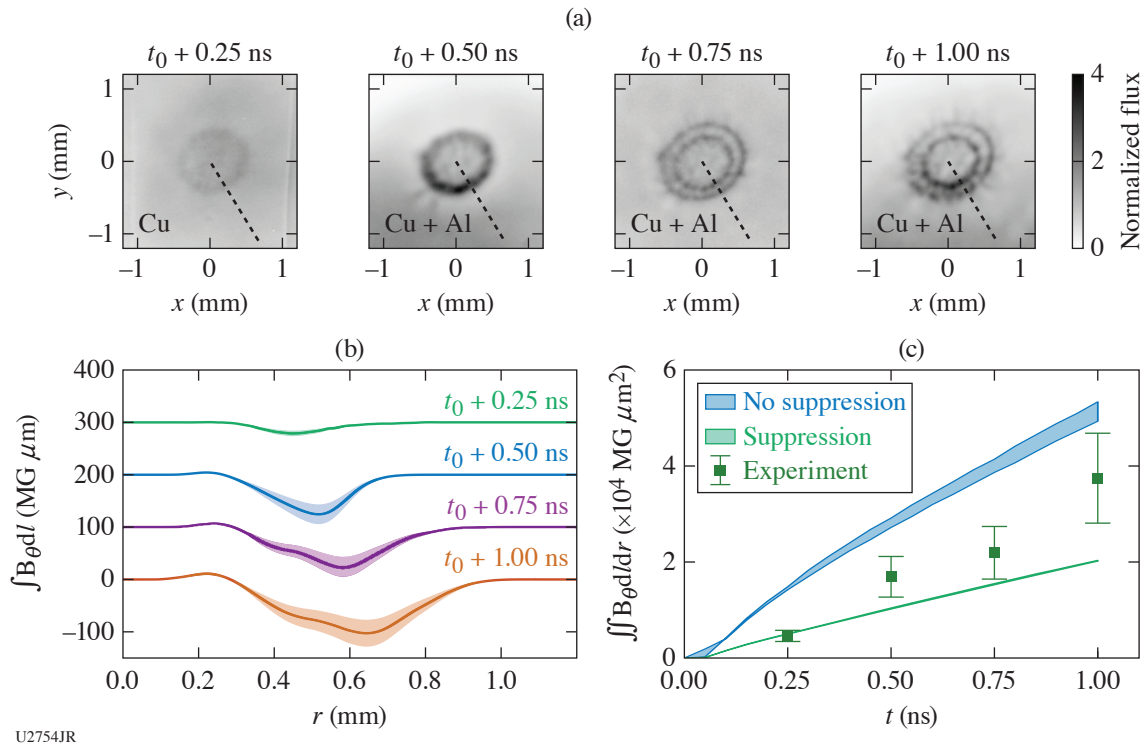 (a)
t0 + 0.25 ns
t0 + 0.50 ns
t0 + 0.75 ns
t0 + 1.00 ns
1
0
−1
y (mm)
Cu
Cu + Al
Cu + Al
Cu + Al
−1 0 1
−1 0 1
−1 0 1
−1 0 1
x (mm)
x (mm)
x (mm)
x (mm)
4
2
0
Normalized flux
(b)
400
300
200
100
0
−100
∫Bθdl (MG μm)
t0 + 0.25 ns
t0 + 0.50 ns
t0 + 0.75 ns
t0 + 1.00 ns
0.0 0.2 0.4 0.6 0.8 1.0
r (mm)
(c)
6
4
2
0
∫∫Bθdldr (×10⁴ MG μm²)
No suppression
Suppression
Experiment
0.00 0.25 0.50 0.75 1.00
t (ns)
U2754JR